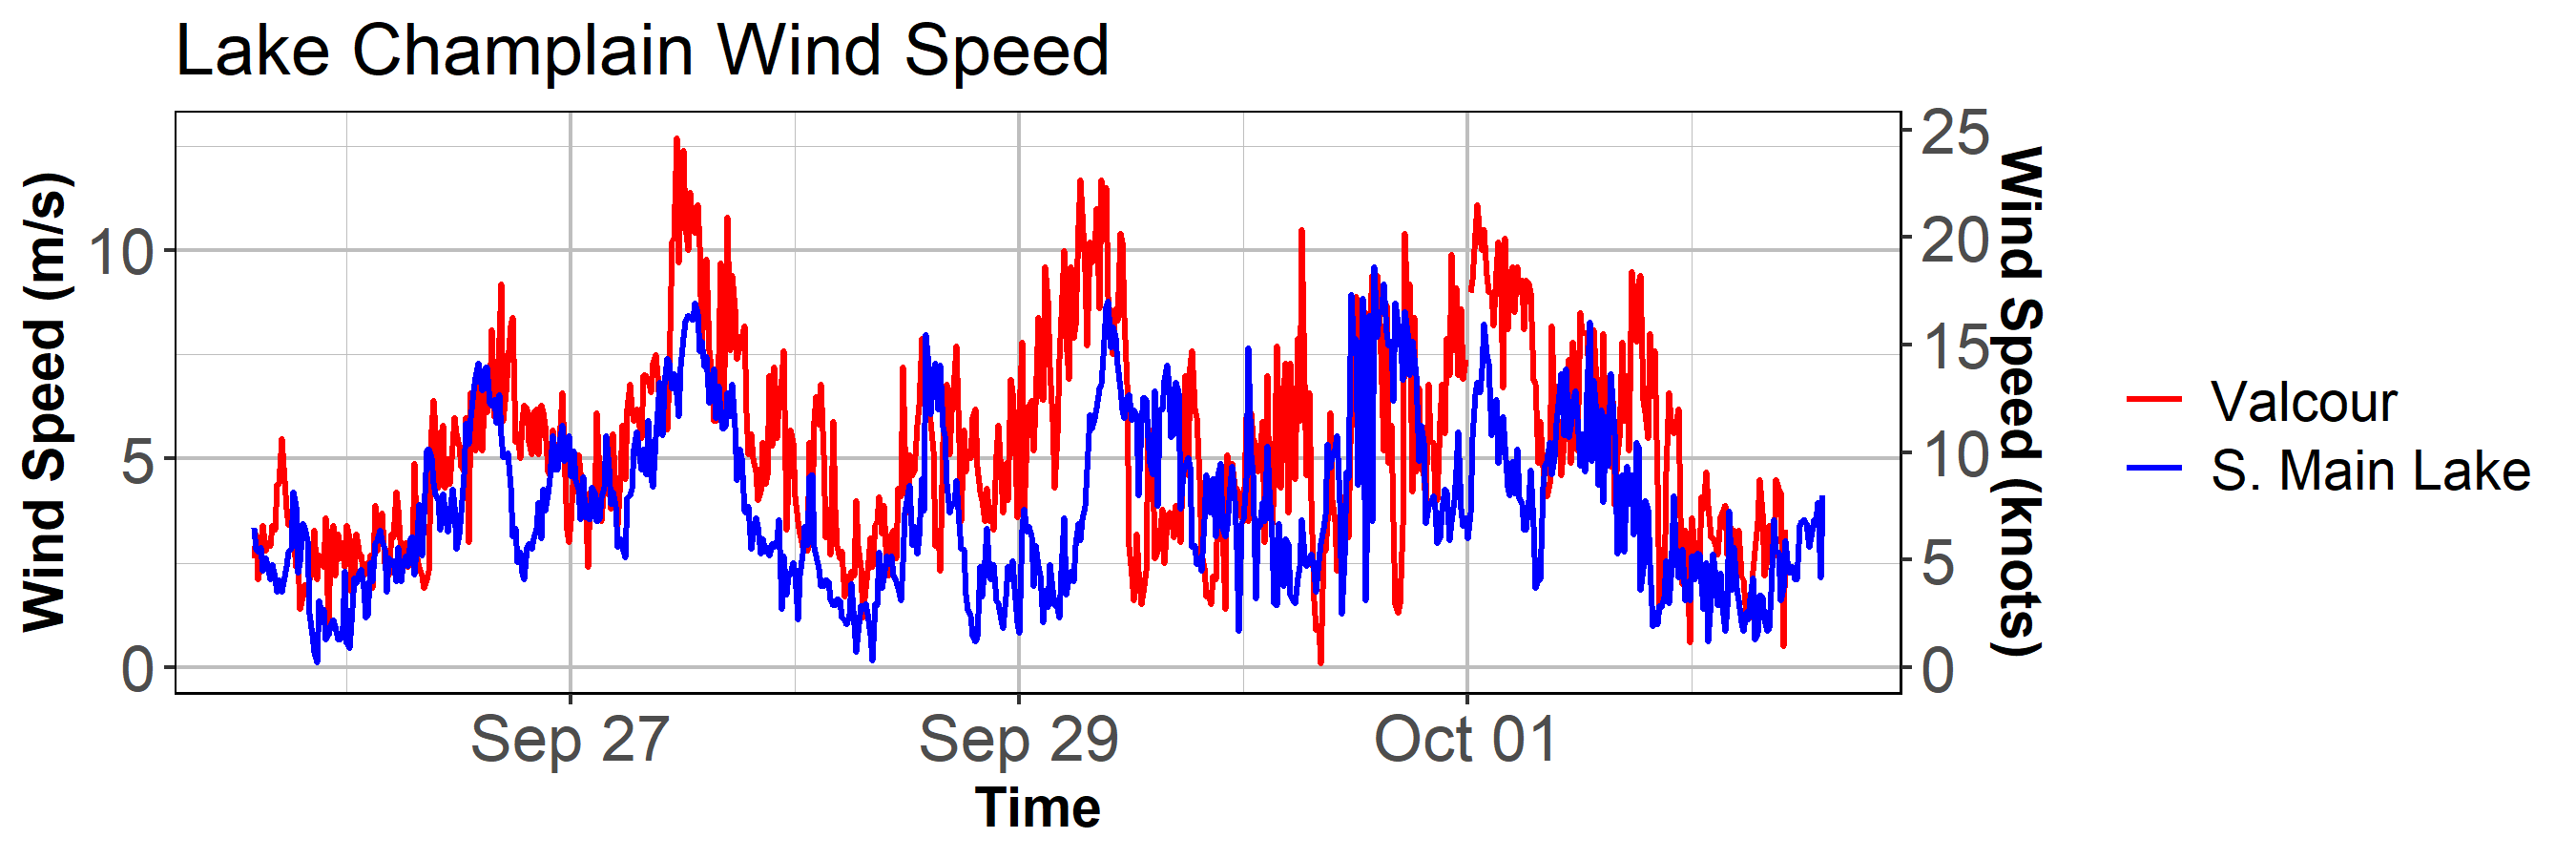 Lake Champlain Wind Speed
Wind Speed (m/s)
10
5
0
25
20
15
10
5
0
Wind Speed (knots)
Sep 27 Sep 29 Oct 01
Time
Valcour
S. Main Lake